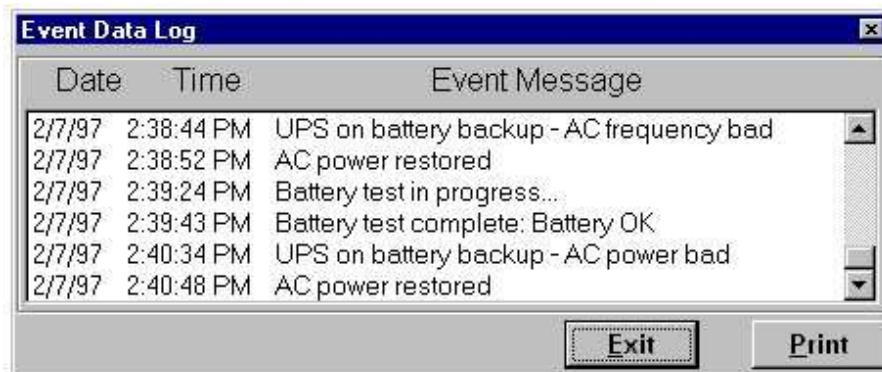 Event Data Log
Date Time Event Message
2/7/97 2:38:44 PM UPS on battery backup - AC frequency bad
2/7/97 2:38:52 PM AC power restored
2/7/97 2:39:24 PM Battery test in progress...
2/7/97 2:39:43 PM Battery test complete: Battery OK
2/7/97 2:40:34 PM UPS on battery backup - AC power bad
2/7/97 2:40:48 PM AC power restored
Exit Print